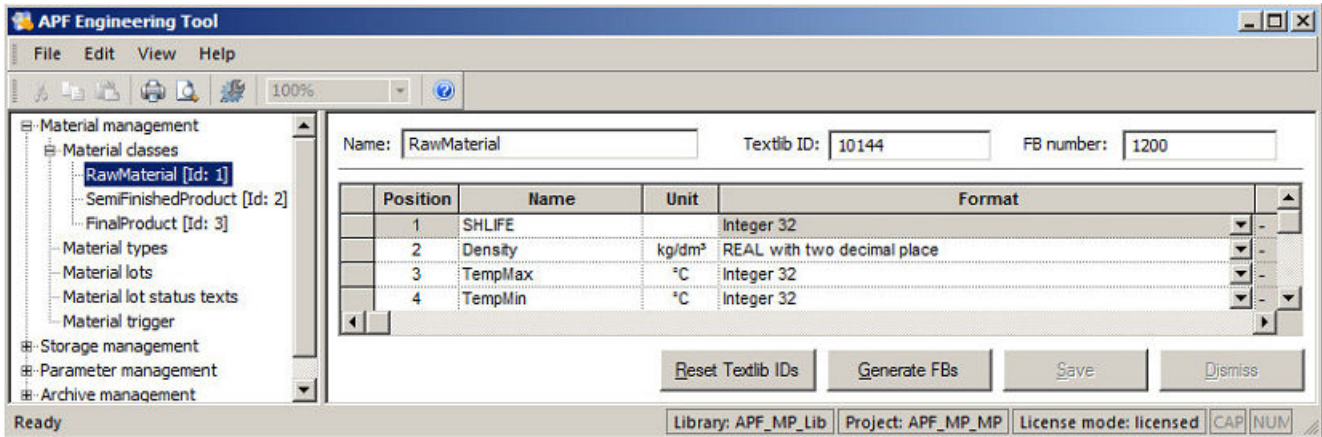 APF Engineering Tool
File Edit View Help
100%
Material management
Material classes
RawMaterial [Id: 1]
SemiFinishedProduct [Id: 2]
FinalProduct [Id: 3]
Material types
Material lots
Material lot status texts
Material trigger
Storage management
Parameter management
Archive management
Name: RawMaterial Textlib ID: 10144 FB number: 1200
Position Name Unit Format
1 SHLIFE Integer 32 -
2 Density kg/dm³ REAL with two decimal place -
3 TempMax °C Integer 32 -
4 TempMin °C Integer 32 -
Reset Textlib IDs Generate FBs Save Dismiss
Ready Library: APF_MP_Lib Project: APF_MP_MP License mode: licensed CAP NUM